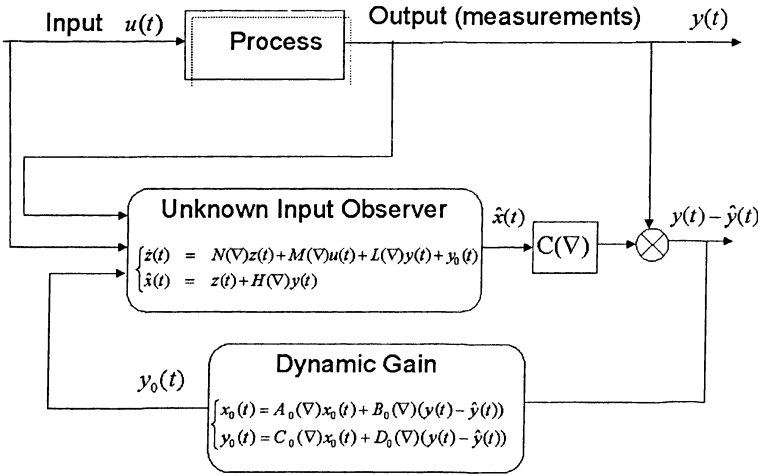 Input u(t)
Output (measurements)
y(t)
Process
Unknown Input Observer
ż(t) = N(∇)z(t)+M(∇)u(t)+L(∇)y(t)+y₀(t)
x̂(t) = z(t)+H(∇)y(t)
x̂(t)
C(∇)
y(t)−ŷ(t)
Dynamic Gain
y₀(t)
x₀(t)=A₀(∇)x₀(t)+B₀(∇)(y(t)−ŷ(t))
y₀(t)=C₀(∇)x₀(t)+D₀(∇)(y(t)−ŷ(t))